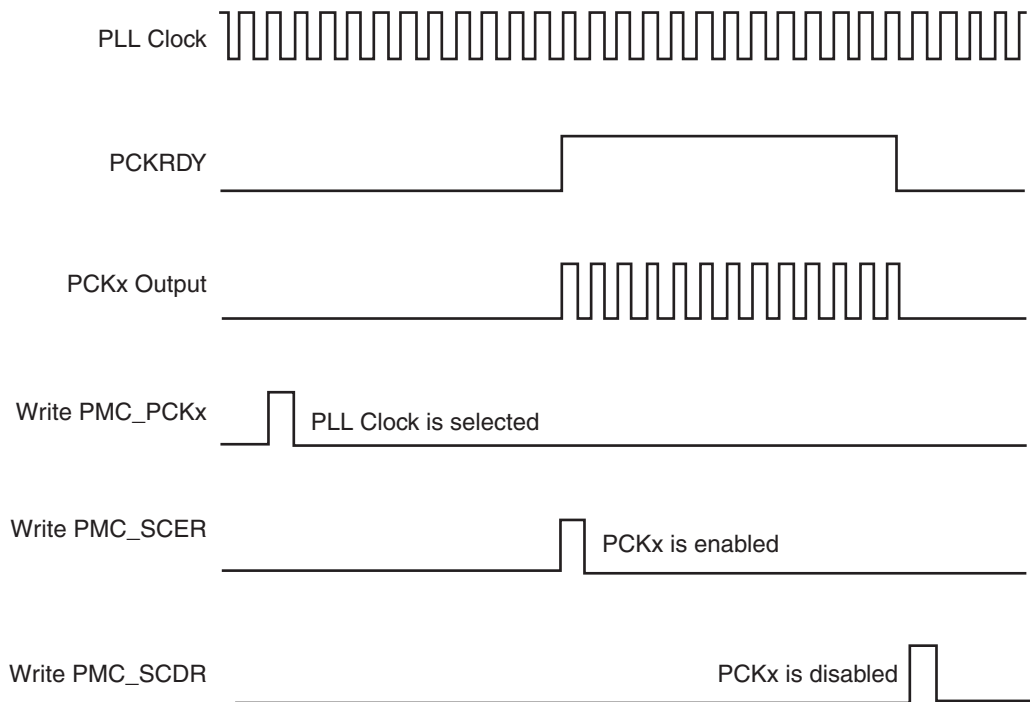 PLL Clock
PCKRDY
PCKx Output
Write PMC_PCKx
PLL Clock is selected
Write PMC_SCER
PCKx is enabled
Write PMC_SCDR
PCKx is disabled